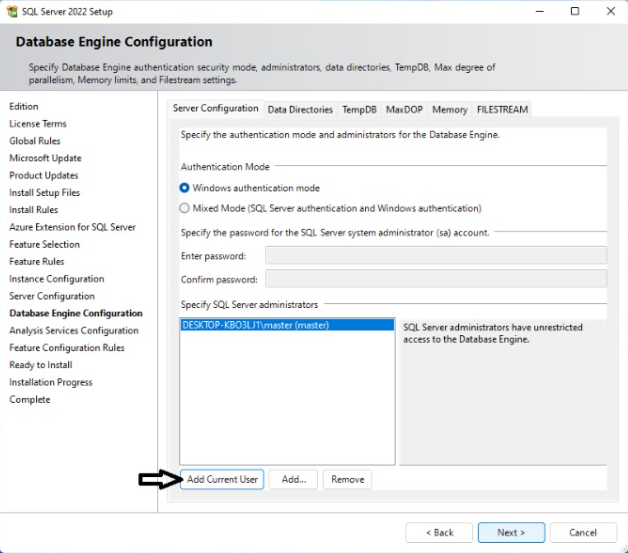 SQL Server 2022 Setup
Database Engine Configuration
Specify Database Engine authentication security mode, administrators, data directories, TempDB, Max degree of
parallelism, Memory limits, and Filestream settings.
Edition
License Terms
Global Rules
Microsoft Update
Product Updates
Install Setup Files
Install Rules
Azure Extension for SQL Server
Feature Selection
Feature Rules
Instance Configuration
Server Configuration
Database Engine Configuration
Analysis Services Configuration
Feature Configuration Rules
Ready to Install
Installation Progress
Complete
Server Configuration Data Directories TempDB MaxDOP Memory FILESTREAM
Specify the authentication mode and administrators for the Database Engine.
Authentication Mode
Windows authentication mode
Mixed Mode (SQL Server authentication and Windows authentication)
Specify the password for the SQL Server system administrator (sa) account.
Enter password:
Confirm password:
Specify SQL Server administrators
DESKTOP-KBO3LJ1\master (master)
SQL Server administrators have unrestricted
access to the Database Engine.
Add Current User Add... Remove
< Back Next > Cancel